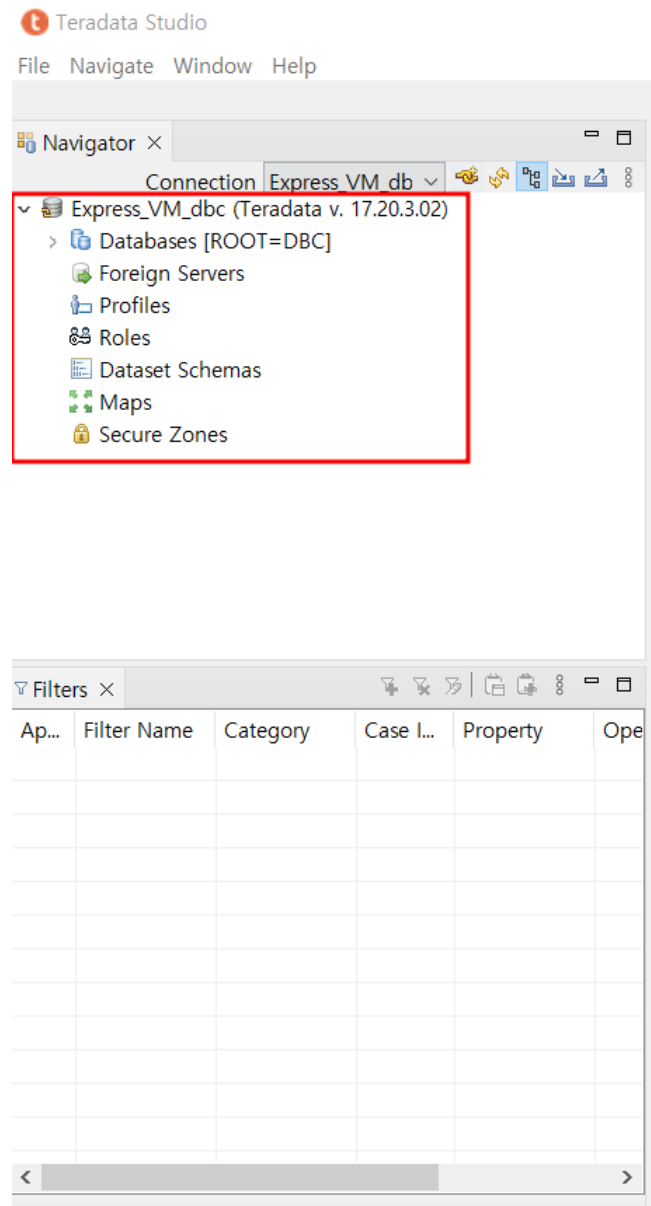 Teradata Studio
File Navigate Window Help
Navigator
Connection Express_VM_db
Express_VM_dbc (Teradata v. 17.20.3.02)
Databases [ROOT=DBC]
Foreign Servers
Profiles
Roles
Dataset Schemas
Maps
Secure Zones
Filters
Ap... Filter Name Category Case I... Property Ope